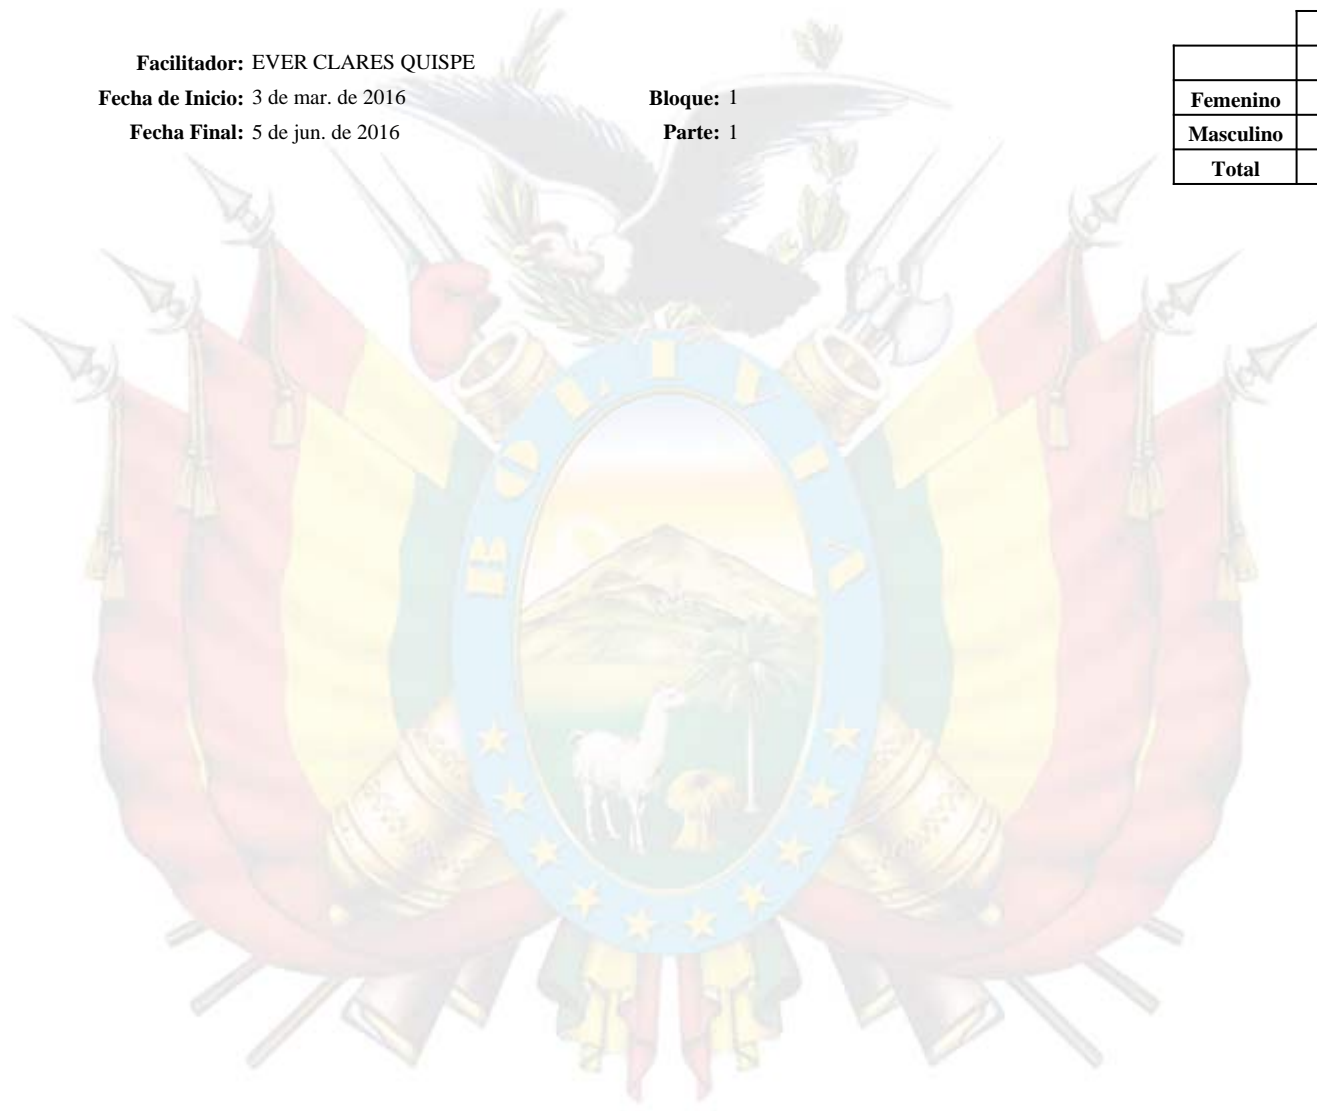 Facilitador: EVER CLARES QUISPE
Fecha de Inicio: 3 de mar. de 2016 Bloque: 1
Fecha Final: 5 de jun. de 2016 Parte: 1
Femenino
Masculino
Total
BOLIVIA